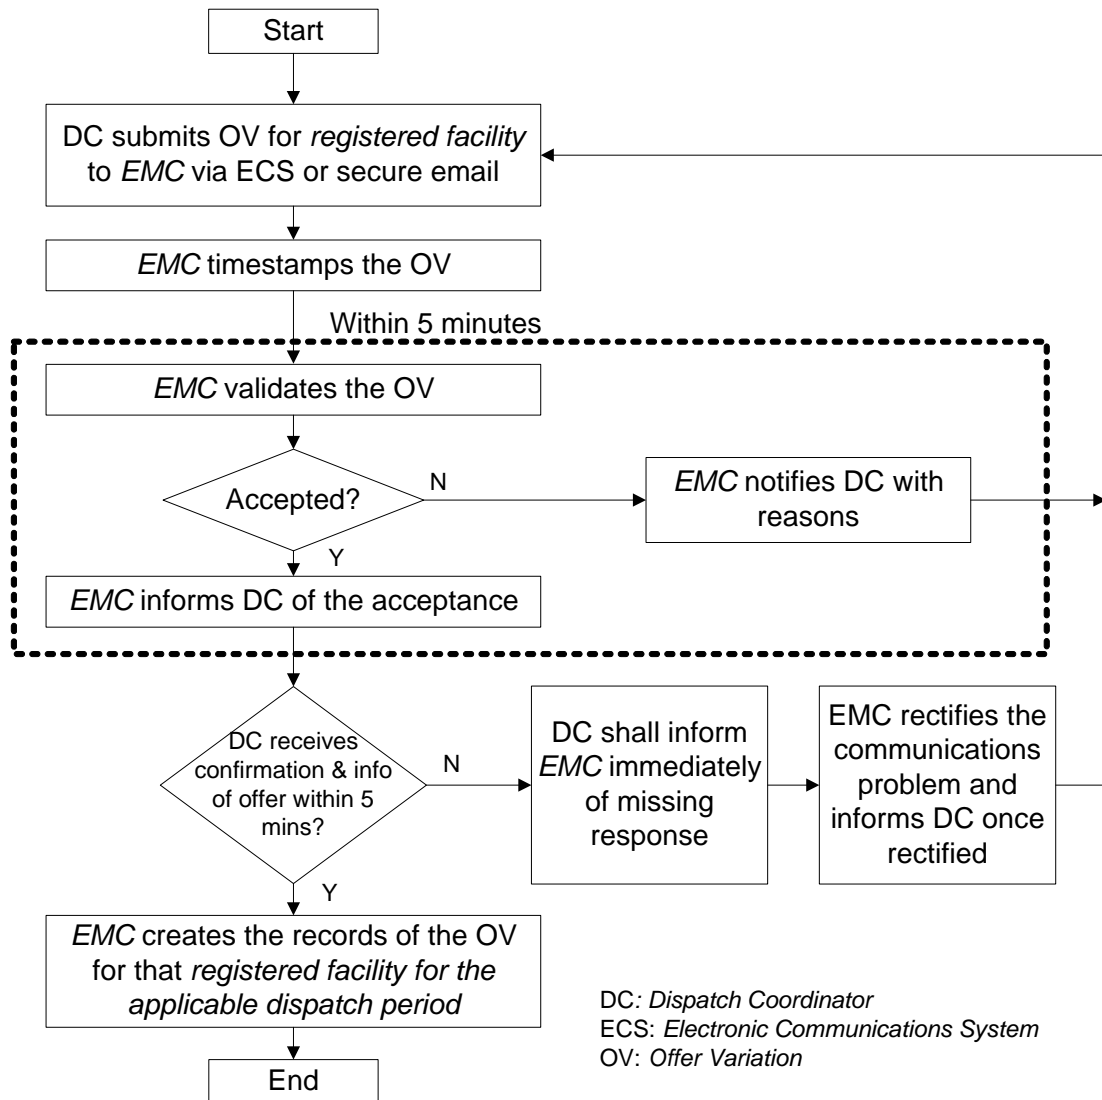 Start
DC submits OV for registered facility
to EMC via ECS or secure email
EMC timestamps the OV
Within 5 minutes
EMC validates the OV
Accepted?
N
EMC notifies DC with
reasons
Y
EMC informs DC of the acceptance
DC receives
confirmation & info
of offer within 5
mins?
N
DC shall inform
EMC immediately
of missing
response
EMC rectifies the
communications
problem and
informs DC once
rectified
Y
EMC creates the records of the OV
for that registered facility for the
applicable dispatch period
End
DC: Dispatch Coordinator
ECS: Electronic Communications System
OV: Offer Variation